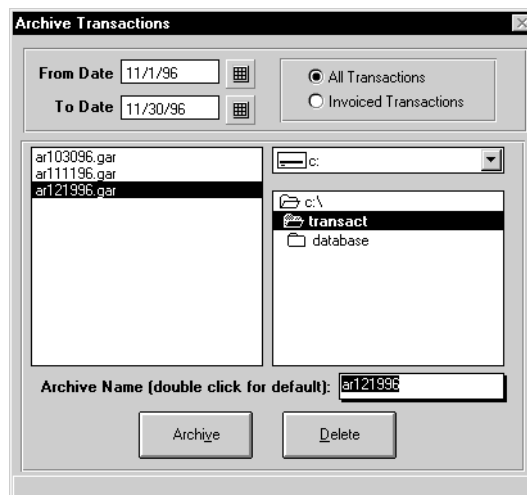 Archive Transactions
From Date 11/1/96
To Date 11/30/96
All Transactions
Invoiced Transactions
ar103096.gar
ar111196.gar
ar121996.gar
c:
c:\
transact
database
Archive Name (double click for default): ar121996
Archive Delete